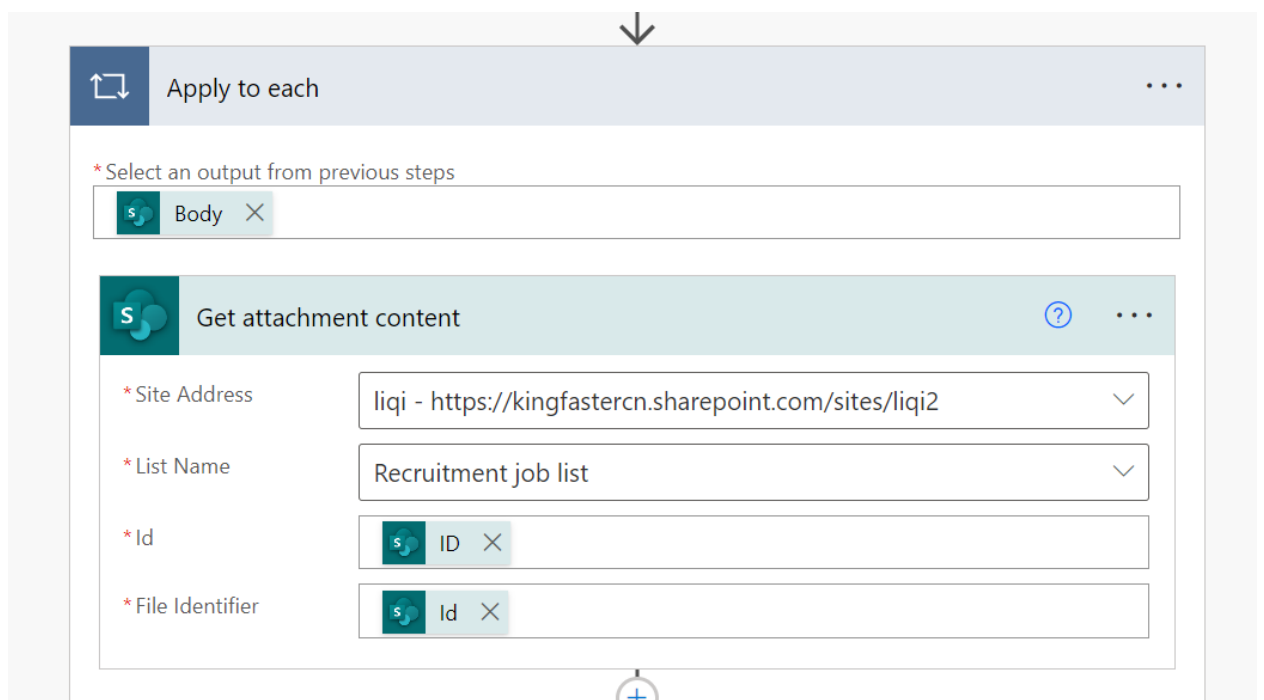 Apply to each
* Select an output from previous steps
Body
Get attachment content
* Site Address
liqi - https://kingfastercn.sharepoint.com/sites/liqi2
* List Name
Recruitment job list
* Id
ID
* File Identifier
Id